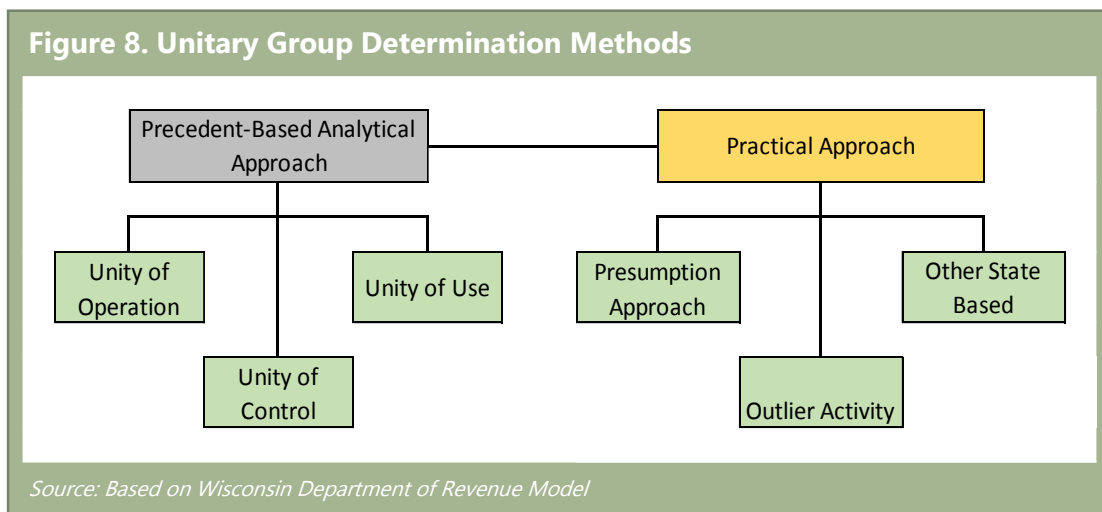 Figure 8. Unitary Group Determination Methods
Precedent-Based Analytical
Approach
Practical Approach
Unity of
Operation
Unity of Use
Presumption
Approach
Other State
Based
Unity of
Control
Outlier Activity
Source: Based on Wisconsin Department of Revenue Model